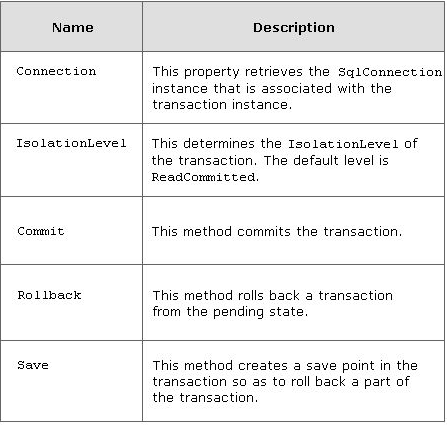 Name Description
Connection This property retrieves the SqlConnection
instance that is associated with the
transaction instance.
IsolationLevel This determines the IsolationLevel of
the transaction. The default level is
ReadCommitted.
Commit This method commits the transaction.
Rollback This method rolls back a transaction
from the pending state.
Save This method creates a save point in the
transaction so as to roll back a part of
the transaction.